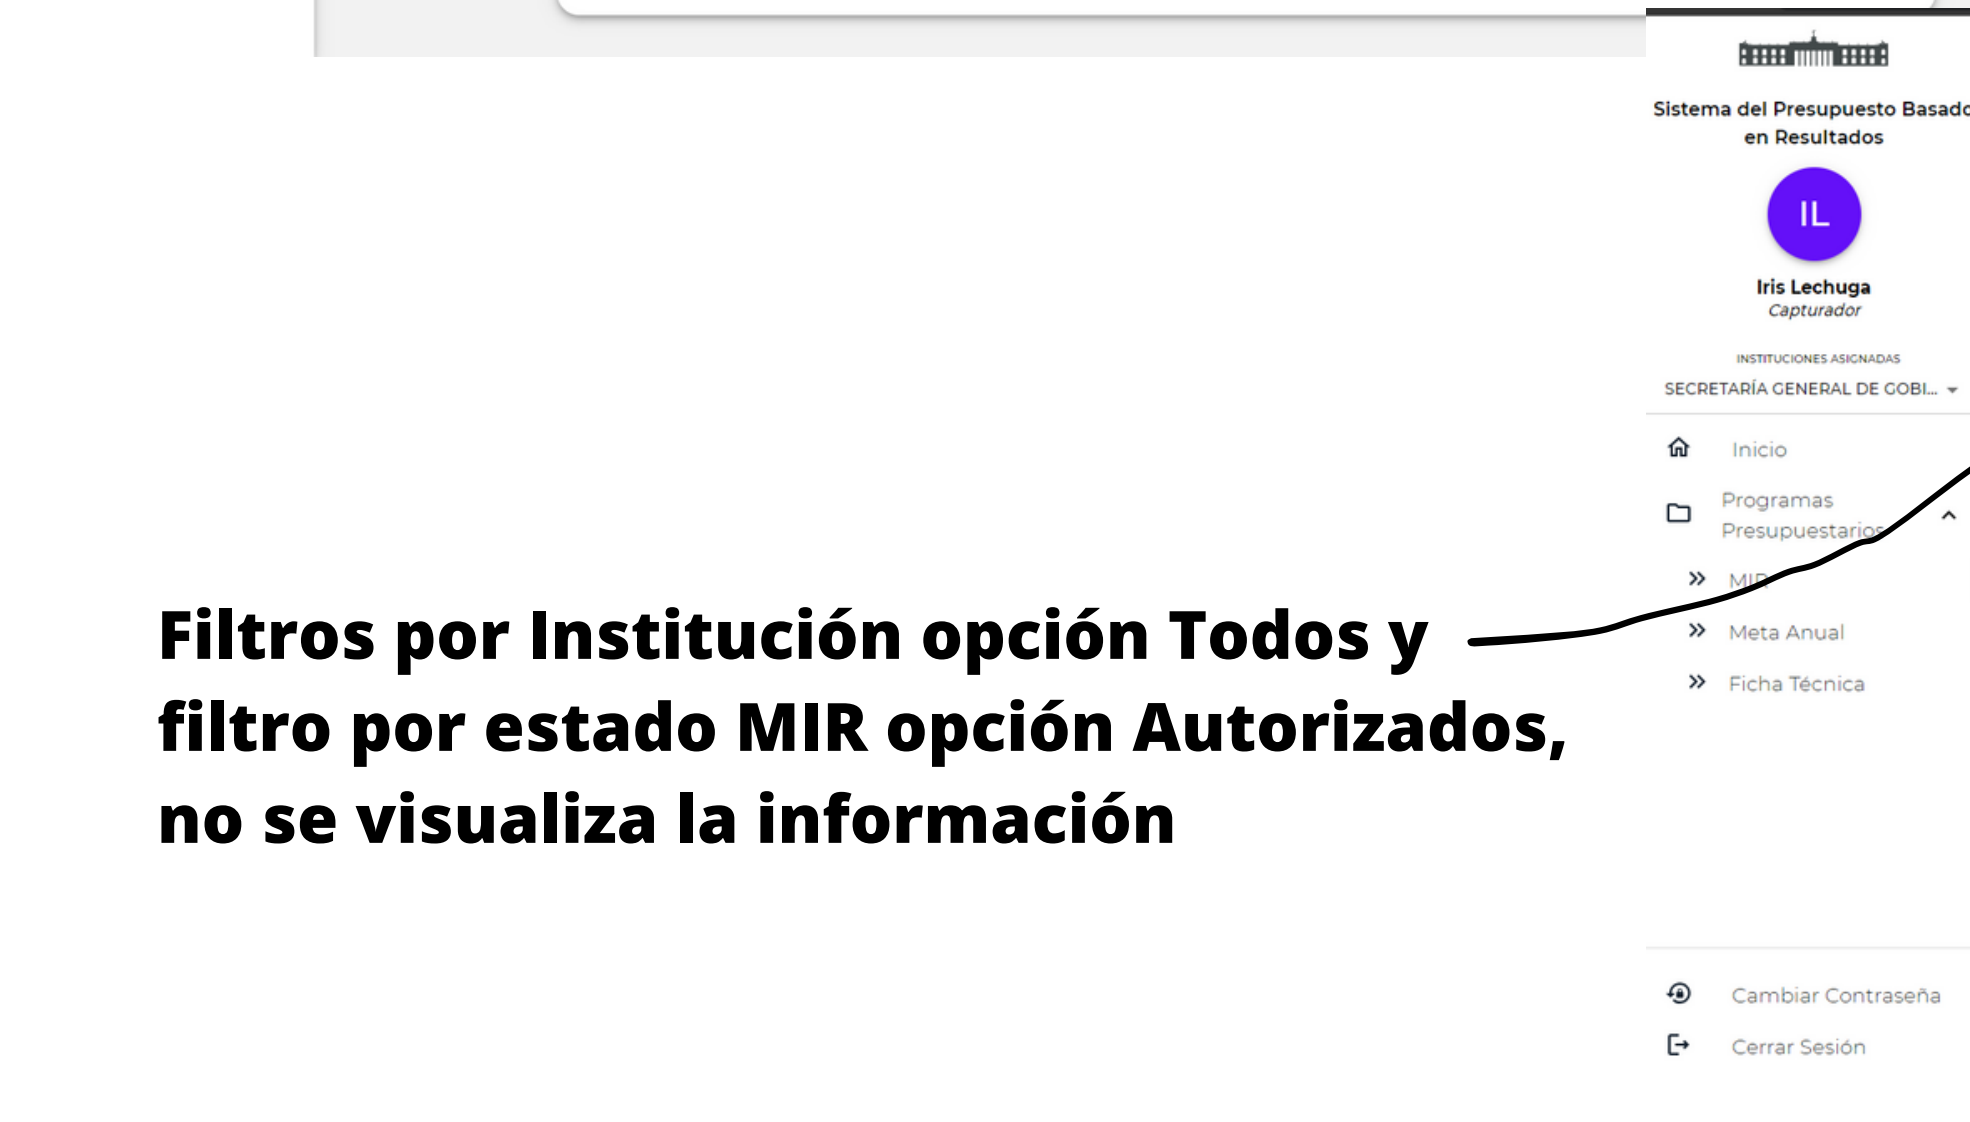 Filtros por Institución opción Todos y
filtro por estado MIR opción Autorizados,
no se visualiza la información
Sistema del Presupuesto Basado
en Resultados
IL
Iris Lechuga
Capturador
INSTITUCIONES ASIGNADAS
SECRETARÍA GENERAL DE GOBI...
Inicio
Programas
Presupuestarios
MIR
Meta Anual
Ficha Técnica
Cambiar Contraseña
Cerrar Sesión